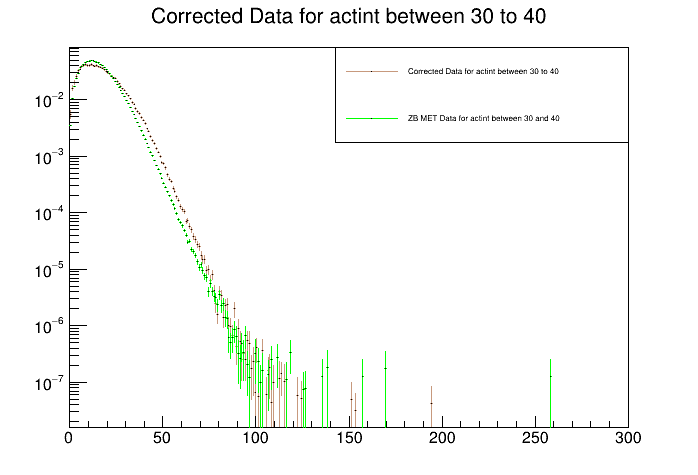 Corrected Data for actint between 30 to 40
Corrected Data for actint between 30 to 40
ZB MET Data for actint between 30 and 40
10−2
10−3
10−4
10−5
10−6
10−7
0 50 100 150 200 250 300